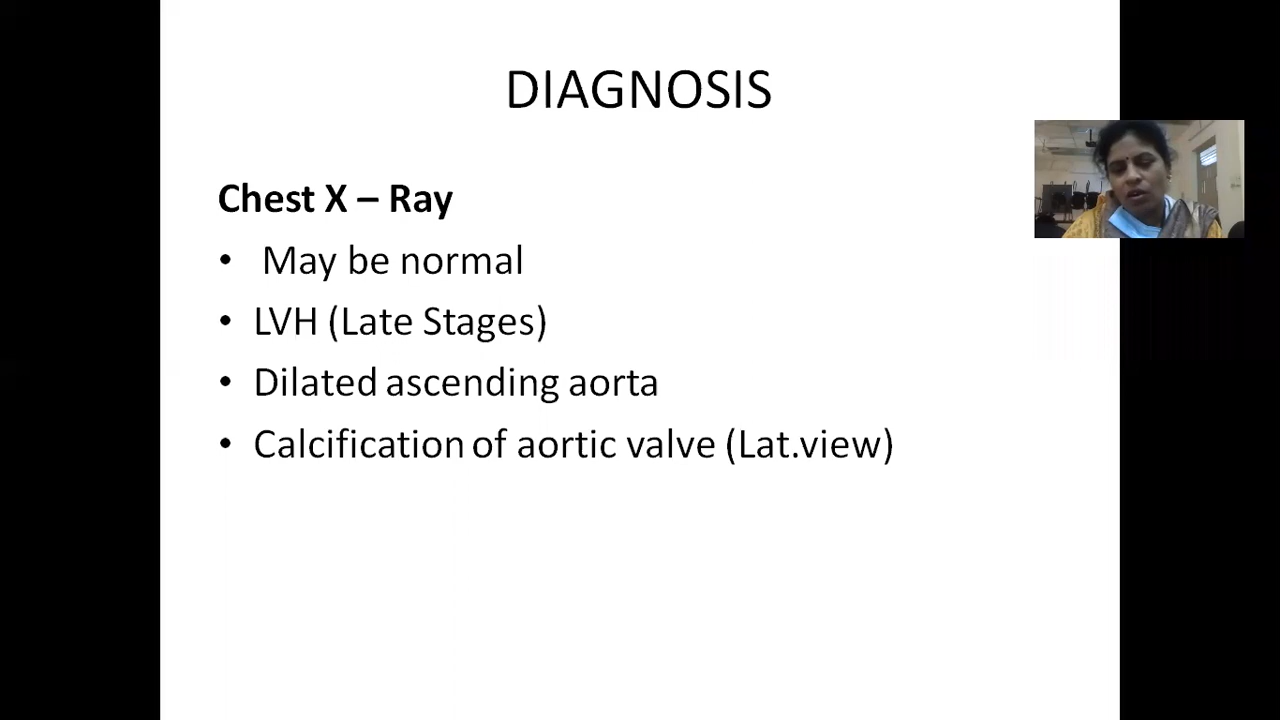 DIAGNOSIS
Chest X – Ray
• May be normal
• LVH (Late Stages)
• Dilated ascending aorta
• Calcification of aortic valve (Lat.view)